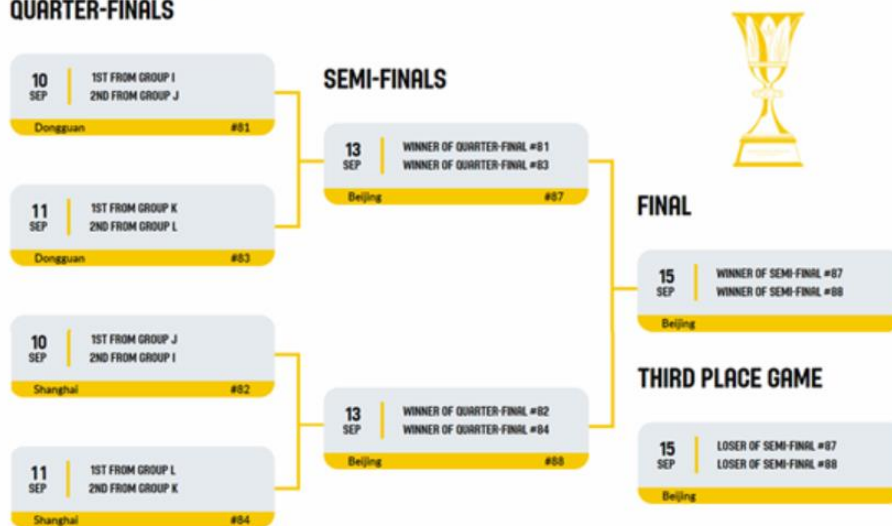 QUARTER-FINALS
10 SEP
1ST FROM GROUP I
2ND FROM GROUP J
Dongguan #81
11 SEP
1ST FROM GROUP K
2ND FROM GROUP L
Dongguan #83
10 SEP
1ST FROM GROUP J
2ND FROM GROUP I
Shanghai #82
11 SEP
1ST FROM GROUP L
2ND FROM GROUP K
Shanghai #84
SEMI-FINALS
13 SEP
WINNER OF QUARTER-FINAL #81
WINNER OF QUARTER-FINAL #83
Beijing #87
13 SEP
WINNER OF QUARTER-FINAL #82
WINNER OF QUARTER-FINAL #84
Beijing #88
FINAL
15 SEP
WINNER OF SEMI-FINAL #87
WINNER OF SEMI-FINAL #88
Beijing
THIRD PLACE GAME
15 SEP
LOSER OF SEMI-FINAL #87
LOSER OF SEMI-FINAL #88
Beijing